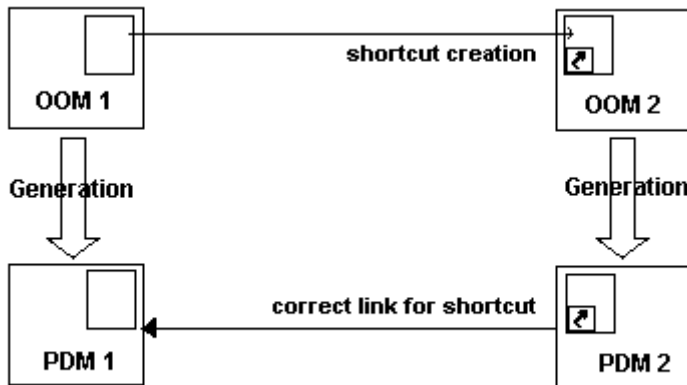 shortcut creation
OOM 1
OOM 2
Generation
Generation
correct link for shortcut
PDM 1
PDM 2